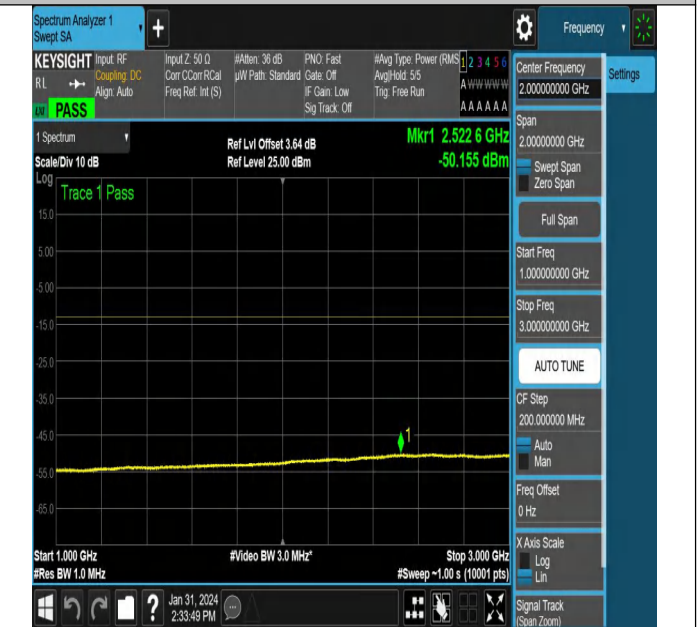 Spectrum Analyzer 1
Swept SA
+
Frequency
KEYSIGHT
Input: RF
Coupling: DC
Align: Auto
Input Z: 50 Ω
Corr CCorr RCal
Freq Ref: Int (S)
#Atten: 36 dB
µW Path: Standard
PNO: Fast
Gate: Off
IF Gain: Low
Sig Track: Off
#Avg Type: Power (RMS
Avg|Hold: 5/5
Trig: Free Run
1 2 3 4 5 6
A W W W W W
A A A A A A
R L
LXI
PASS
1 Spectrum
Scale/Div 10 dB
Ref Lvl Offset 3.64 dB
Ref Level 25.00 dBm
Mkr1 2.522 6 GHz
-50.155 dBm
Log
Trace 1 Pass
15.0
5.00
-5.00
-15.0
-25.0
-35.0
-45.0
-55.0
-65.0
1
Start 1.000 GHz
#Res BW 1.0 MHz
#Video BW 3.0 MHz*
Stop 3.000 GHz
#Sweep ~1.00 s (10001 pts)
Center Frequency
2.000000000 GHz
Settings
Span
2.00000000 GHz
Swept Span
Zero Span
Full Span
Start Freq
1.000000000 GHz
Stop Freq
3.000000000 GHz
AUTO TUNE
CF Step
200.000000 MHz
Auto
Man
Freq Offset
0 Hz
X Axis Scale
Log
Lin
Signal Track
(Span Zoom)
?
Jan 31, 2024
2:33:49 PM